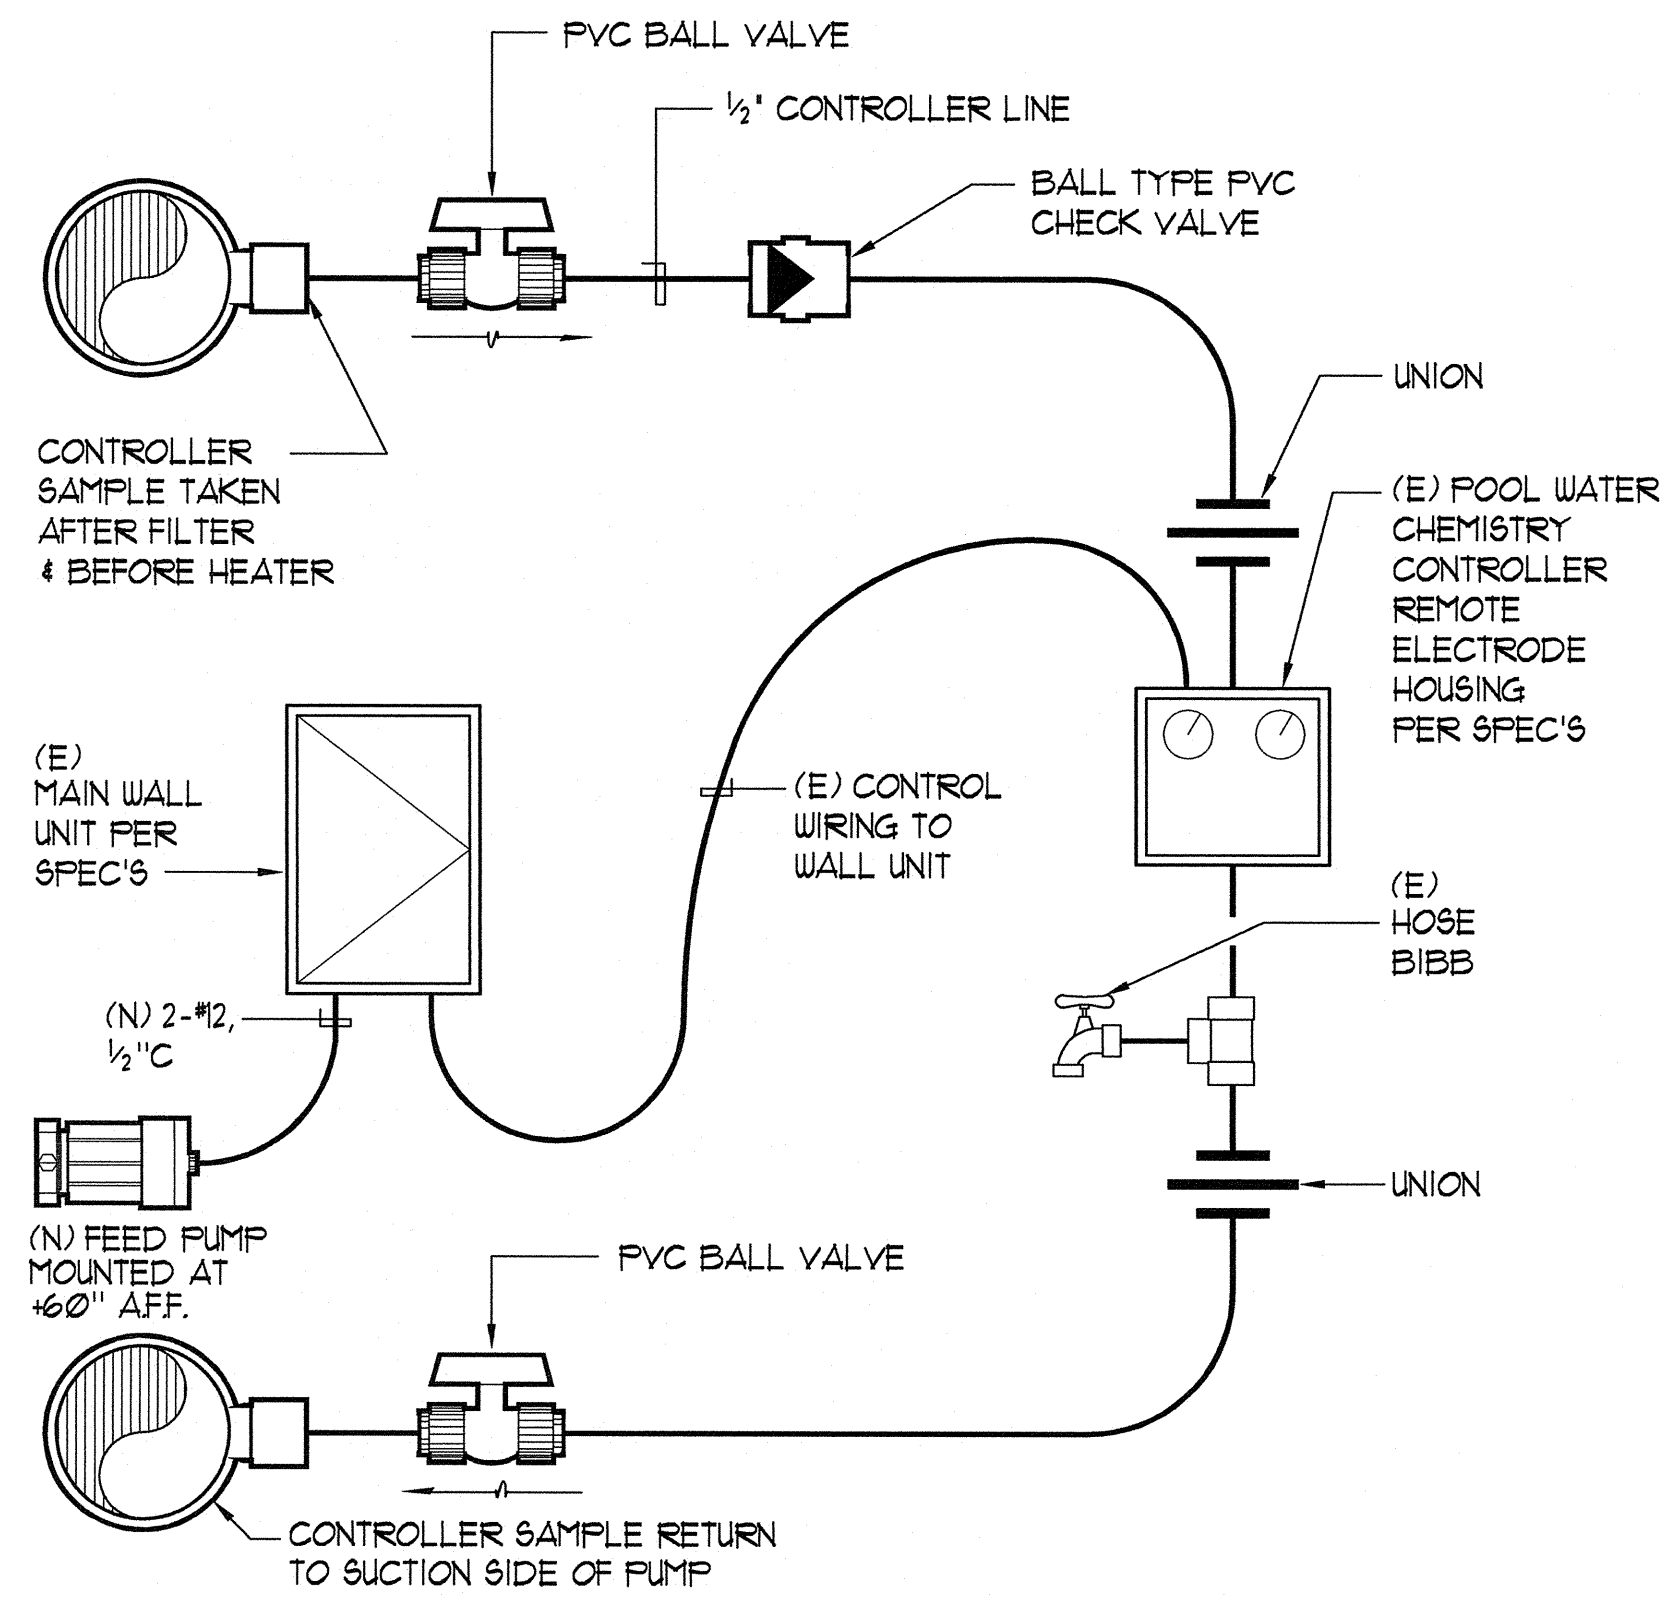 PVC BALL VALVE
½" CONTROLLER LINE
BALL TYPE PVC
CHECK VALVE
UNION
CONTROLLER
SAMPLE TAKEN
AFTER FILTER
& BEFORE HEATER
(E) POOL WATER
CHEMISTRY
CONTROLLER
REMOTE
ELECTRODE
HOUSING
PER SPEC'S
(E)
MAIN WALL
UNIT PER
SPEC'S
(E) CONTROL
WIRING TO
WALL UNIT
(E)
HOSE
BIBB
(N) 2-#12,
½"C
(N) FEED PUMP
MOUNTED AT
+60" A.F.F.
UNION
PVC BALL VALVE
CONTROLLER SAMPLE RETURN
TO SUCTION SIDE OF PUMP